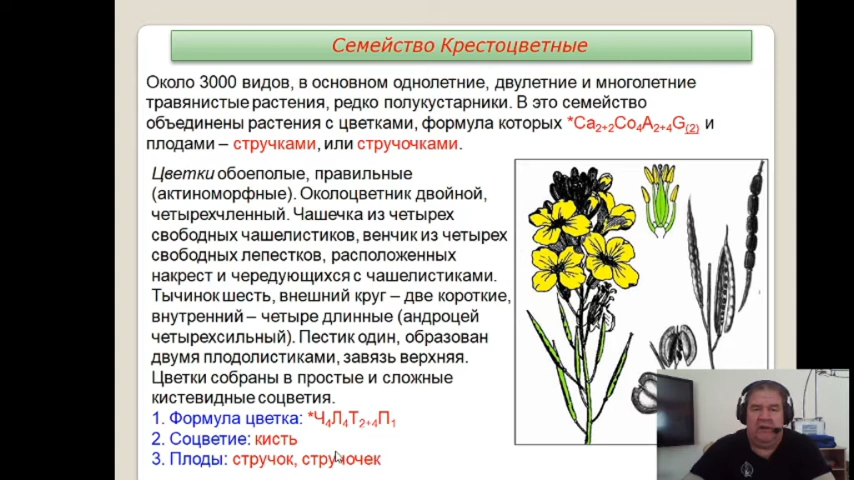 Семейство Крестоцветные
Около 3000 видов, в основном однолетние, двулетние и многолетние
травянистые растения, редко полукустарники. В это семейство
объединены растения с цветками, формула которых *Ca2+2Co4A2+4G(2) и
плодами – стручками, или стручочками.
Цветки обоеполые, правильные
(актиноморфные). Околоцветник двойной,
четырехчленный. Чашечка из четырех
свободных чашелистиков, венчик из четырех
свободных лепестков, расположенных
накрест и чередующихся с чашелистиками.
Тычинок шесть, внешний круг – две короткие,
внутренний – четыре длинные (андроцей
четырехсильный). Пестик один, образован
двумя плодолистиками, завязь верхняя.
Цветки собраны в простые и сложные
кистевидные соцветия.
1. Формула цветка: *Ч4Л4Т2+4П1
2. Соцветие: кисть
3. Плоды: стручок, стручочек